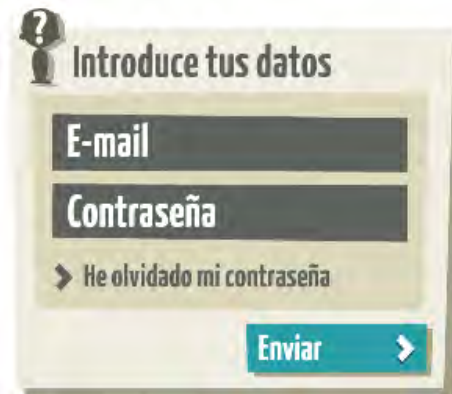 ?
Introduce tus datos
E-mail
Contraseña
He olvidado mi contraseña
Enviar